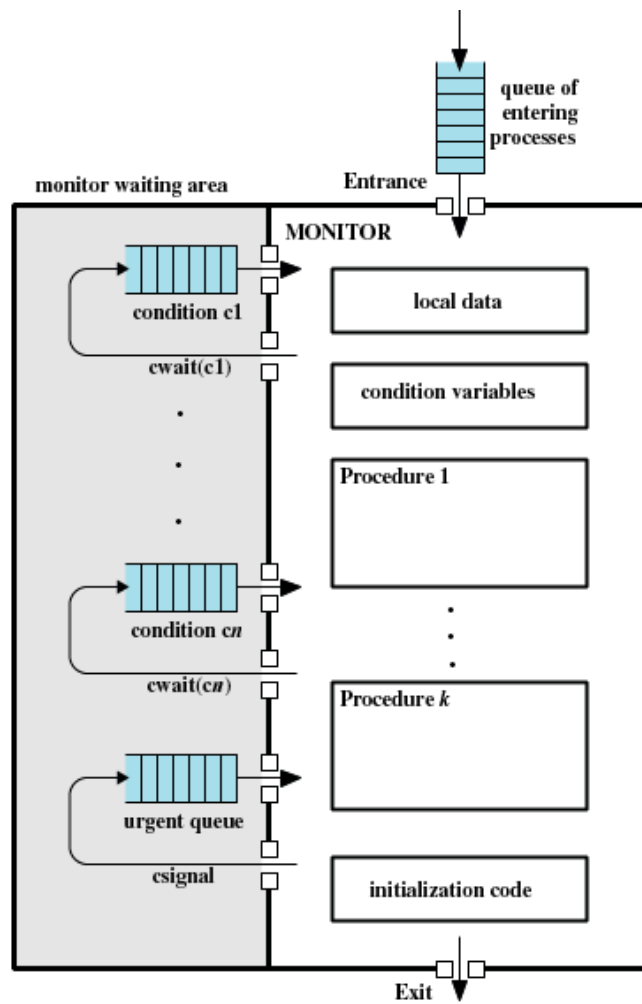 queue of
entering
processes
monitor waiting area
Entrance
MONITOR
condition c1
local data
cwait(c1)
condition variables
Procedure 1
condition cn
cwait(cn)
Procedure k
urgent queue
csignal
initialization code
Exit